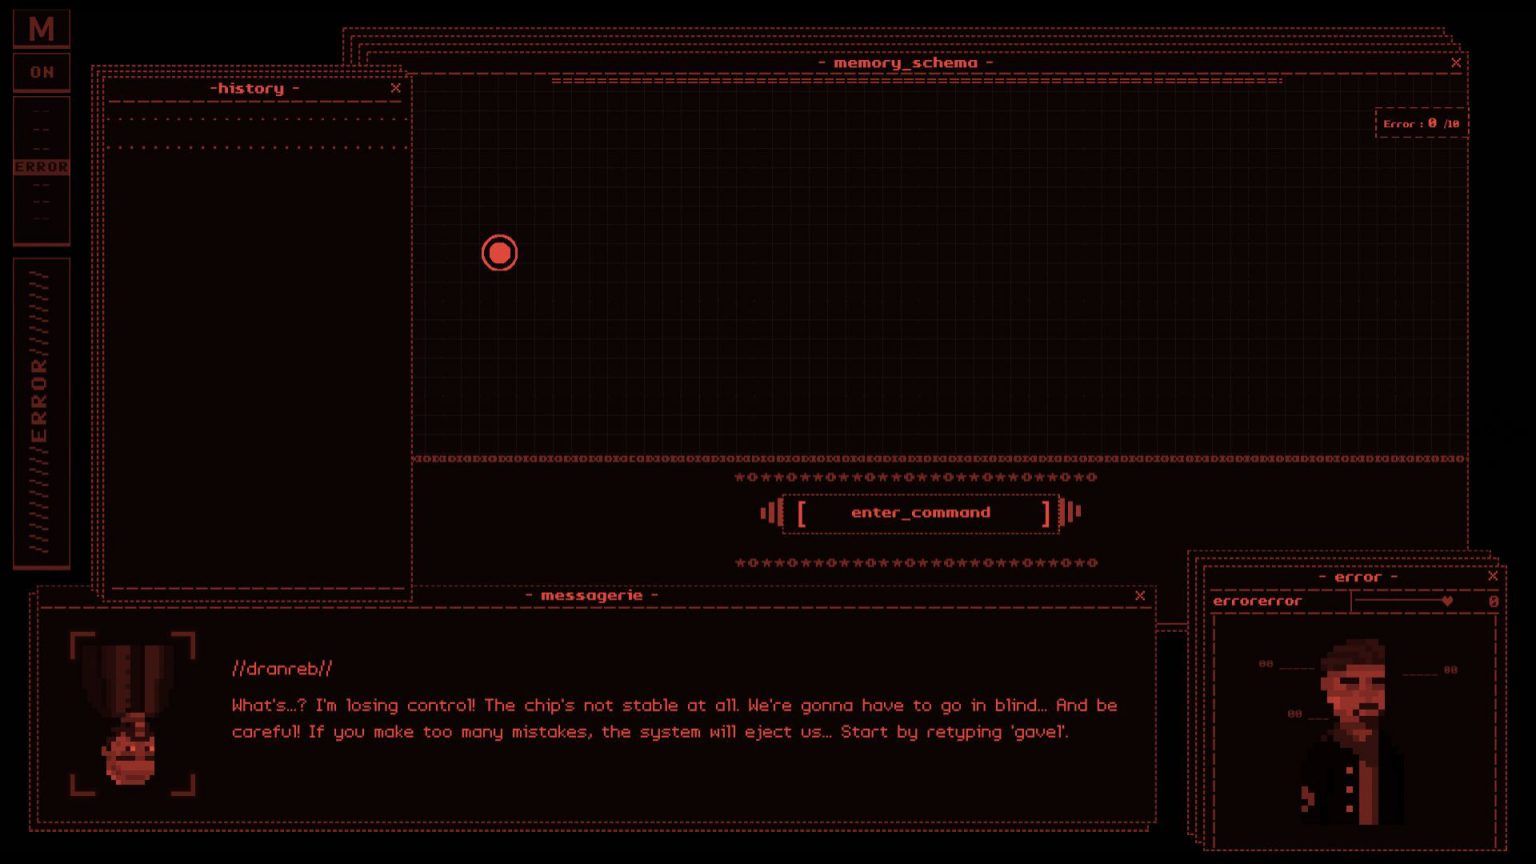 M
ON
ERROR
//////ERROR//////
- memory_schema -
-history -
Error : 0 /10
[ enter_command ]
- messagerie -
//dranreb//
What's...? I'm losing control! The chip's not stable at all. We're gonna have to go in blind... And be
careful! If you make too many mistakes, the system will eject us... Start by retyping 'gavel'.
- error -
errorerror
0
00
00
00